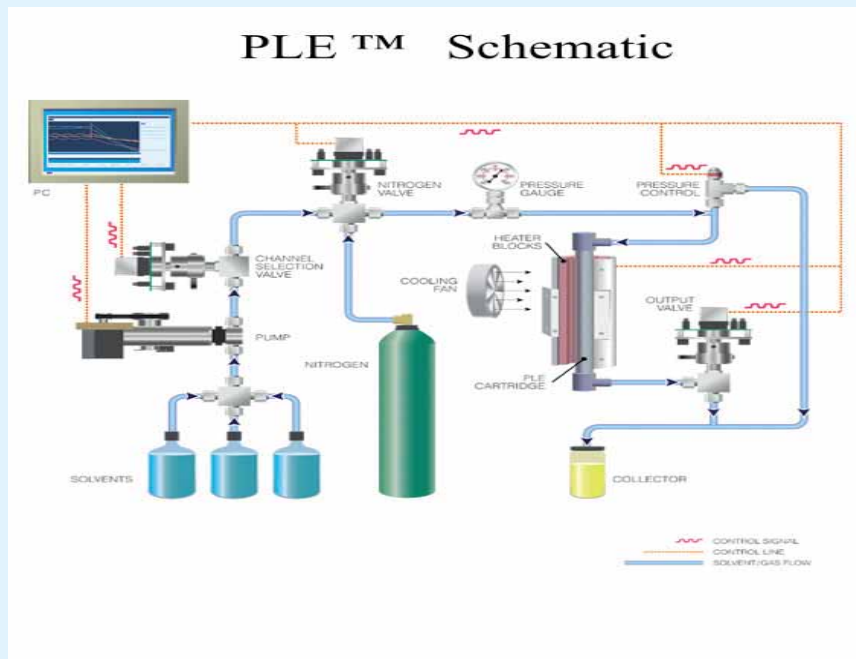 PLE ™ Schematic
PC
NITROGEN
VALVE
PRESSURE
GAUGE
PRESSURE
CONTROL
CHANNEL
SELECTION
VALVE
HEATER
BLOCKS
COOLING
FAN
OUTPUT
VALVE
PUMP
NITROGEN
PLE
CARTRIDGE
SOLVENTS
COLLECTOR
CONTROL SIGNAL
CONTROL LINE
SOLVENT/GAS FLOW